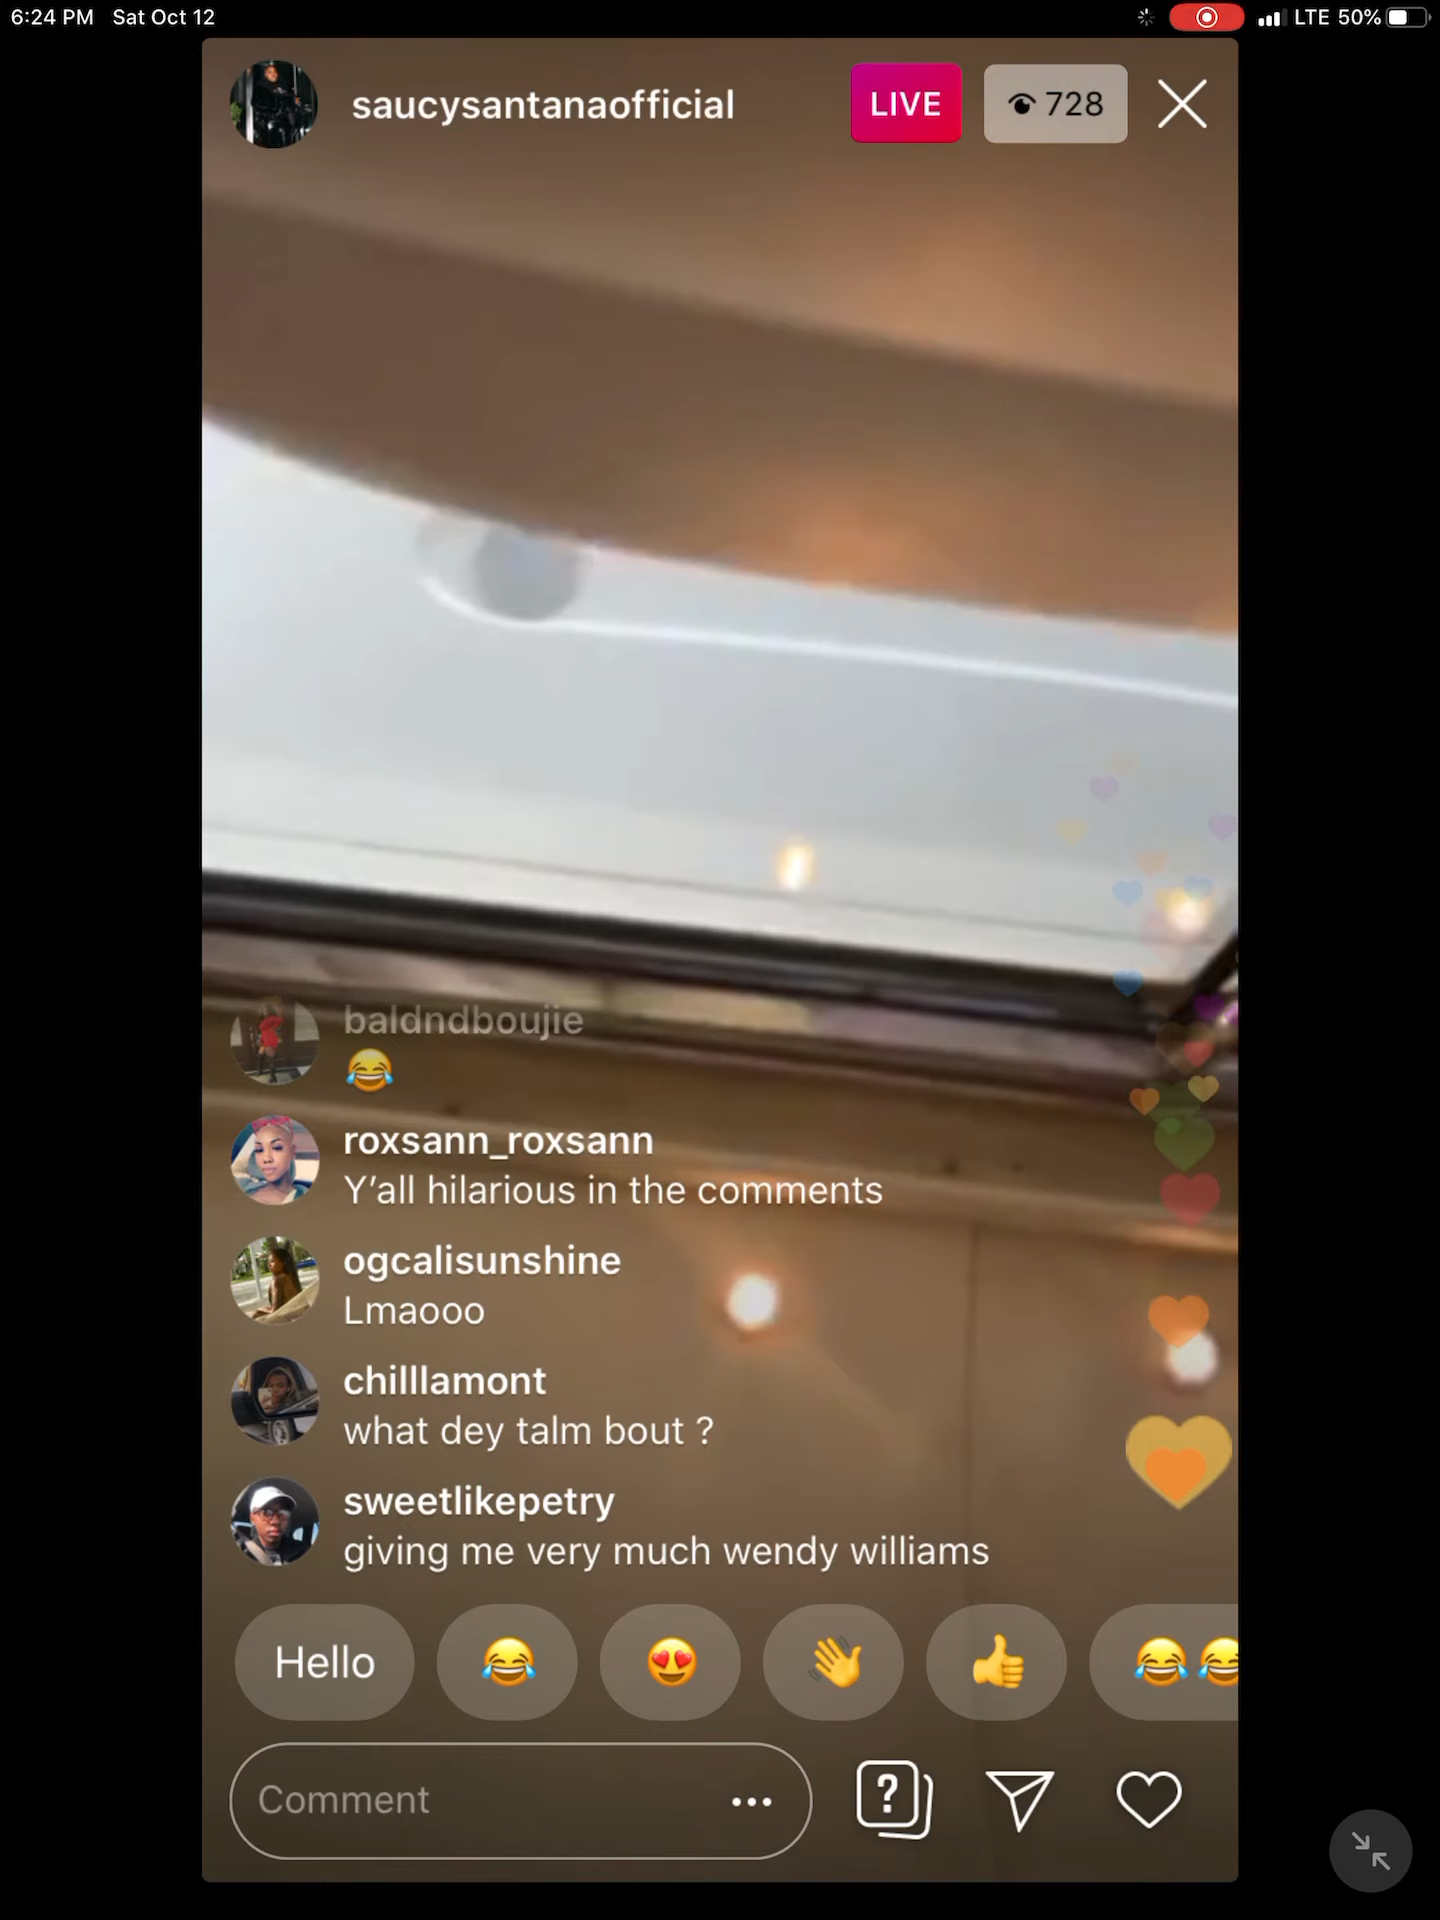 6:24 PM Sat Oct 12 LTE 50%
saucysantanaofficial LIVE 728
baldndboujie
😂
roxsann_roxsann
Y’all hilarious in the comments
ogcalisunshine
Lmaooo
chilllamont
what dey talm bout ?
sweetlikepetry
giving me very much wendy williams
Hello 😂 😍 👋 👍 😂😂
Comment